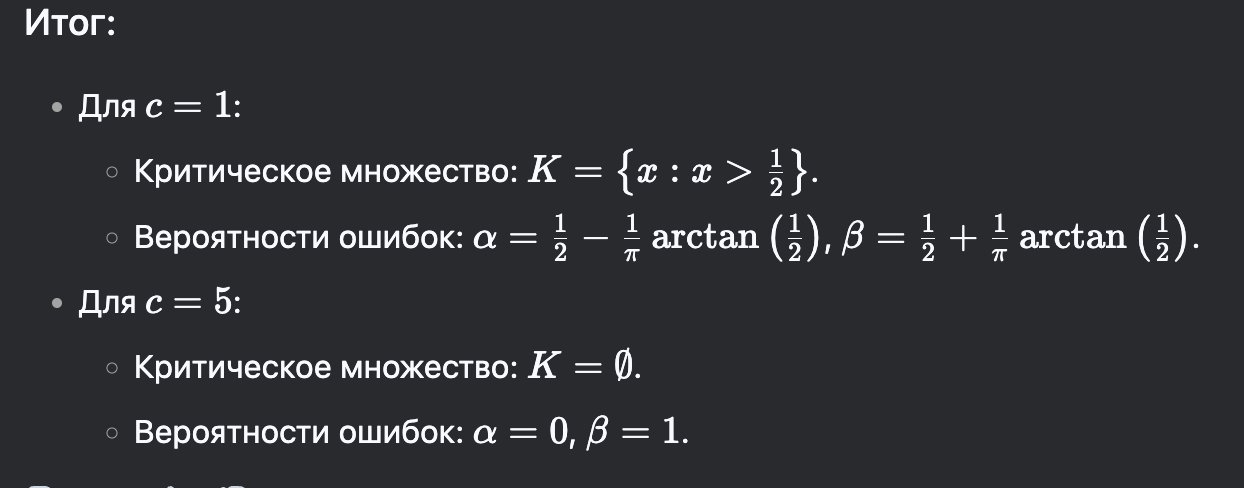 Итог:
• Для c = 1:
○ Критическое множество: K = {x : x > 1/2}.
○ Вероятности ошибок: α = 1/2 − 1/π arctan (1/2), β = 1/2 + 1/π arctan (1/2).
• Для c = 5:
○ Критическое множество: K = ∅.
○ Вероятности ошибок: α = 0, β = 1.